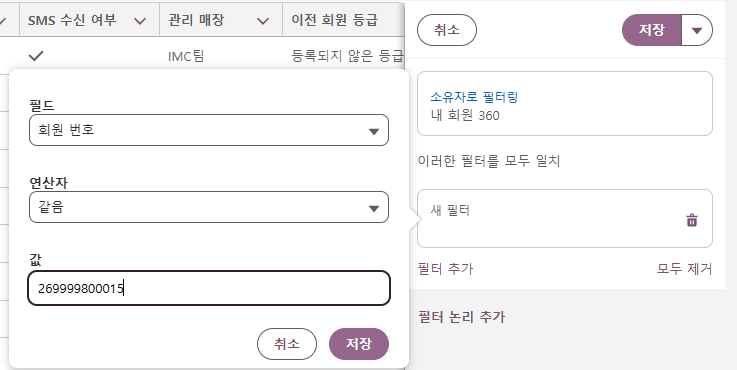 SMS 수신 여부 관리 매장 이전 회원 등급
IMC팀 등록되지 않은 등급
필드
회원 번호
연산자
같음
값
269999800015
취소 저장
취소 저장
소유자로 필터링
내 회원 360
이러한 필터를 모두 일치
새 필터
필터 추가 모두 제거
필터 논리 추가